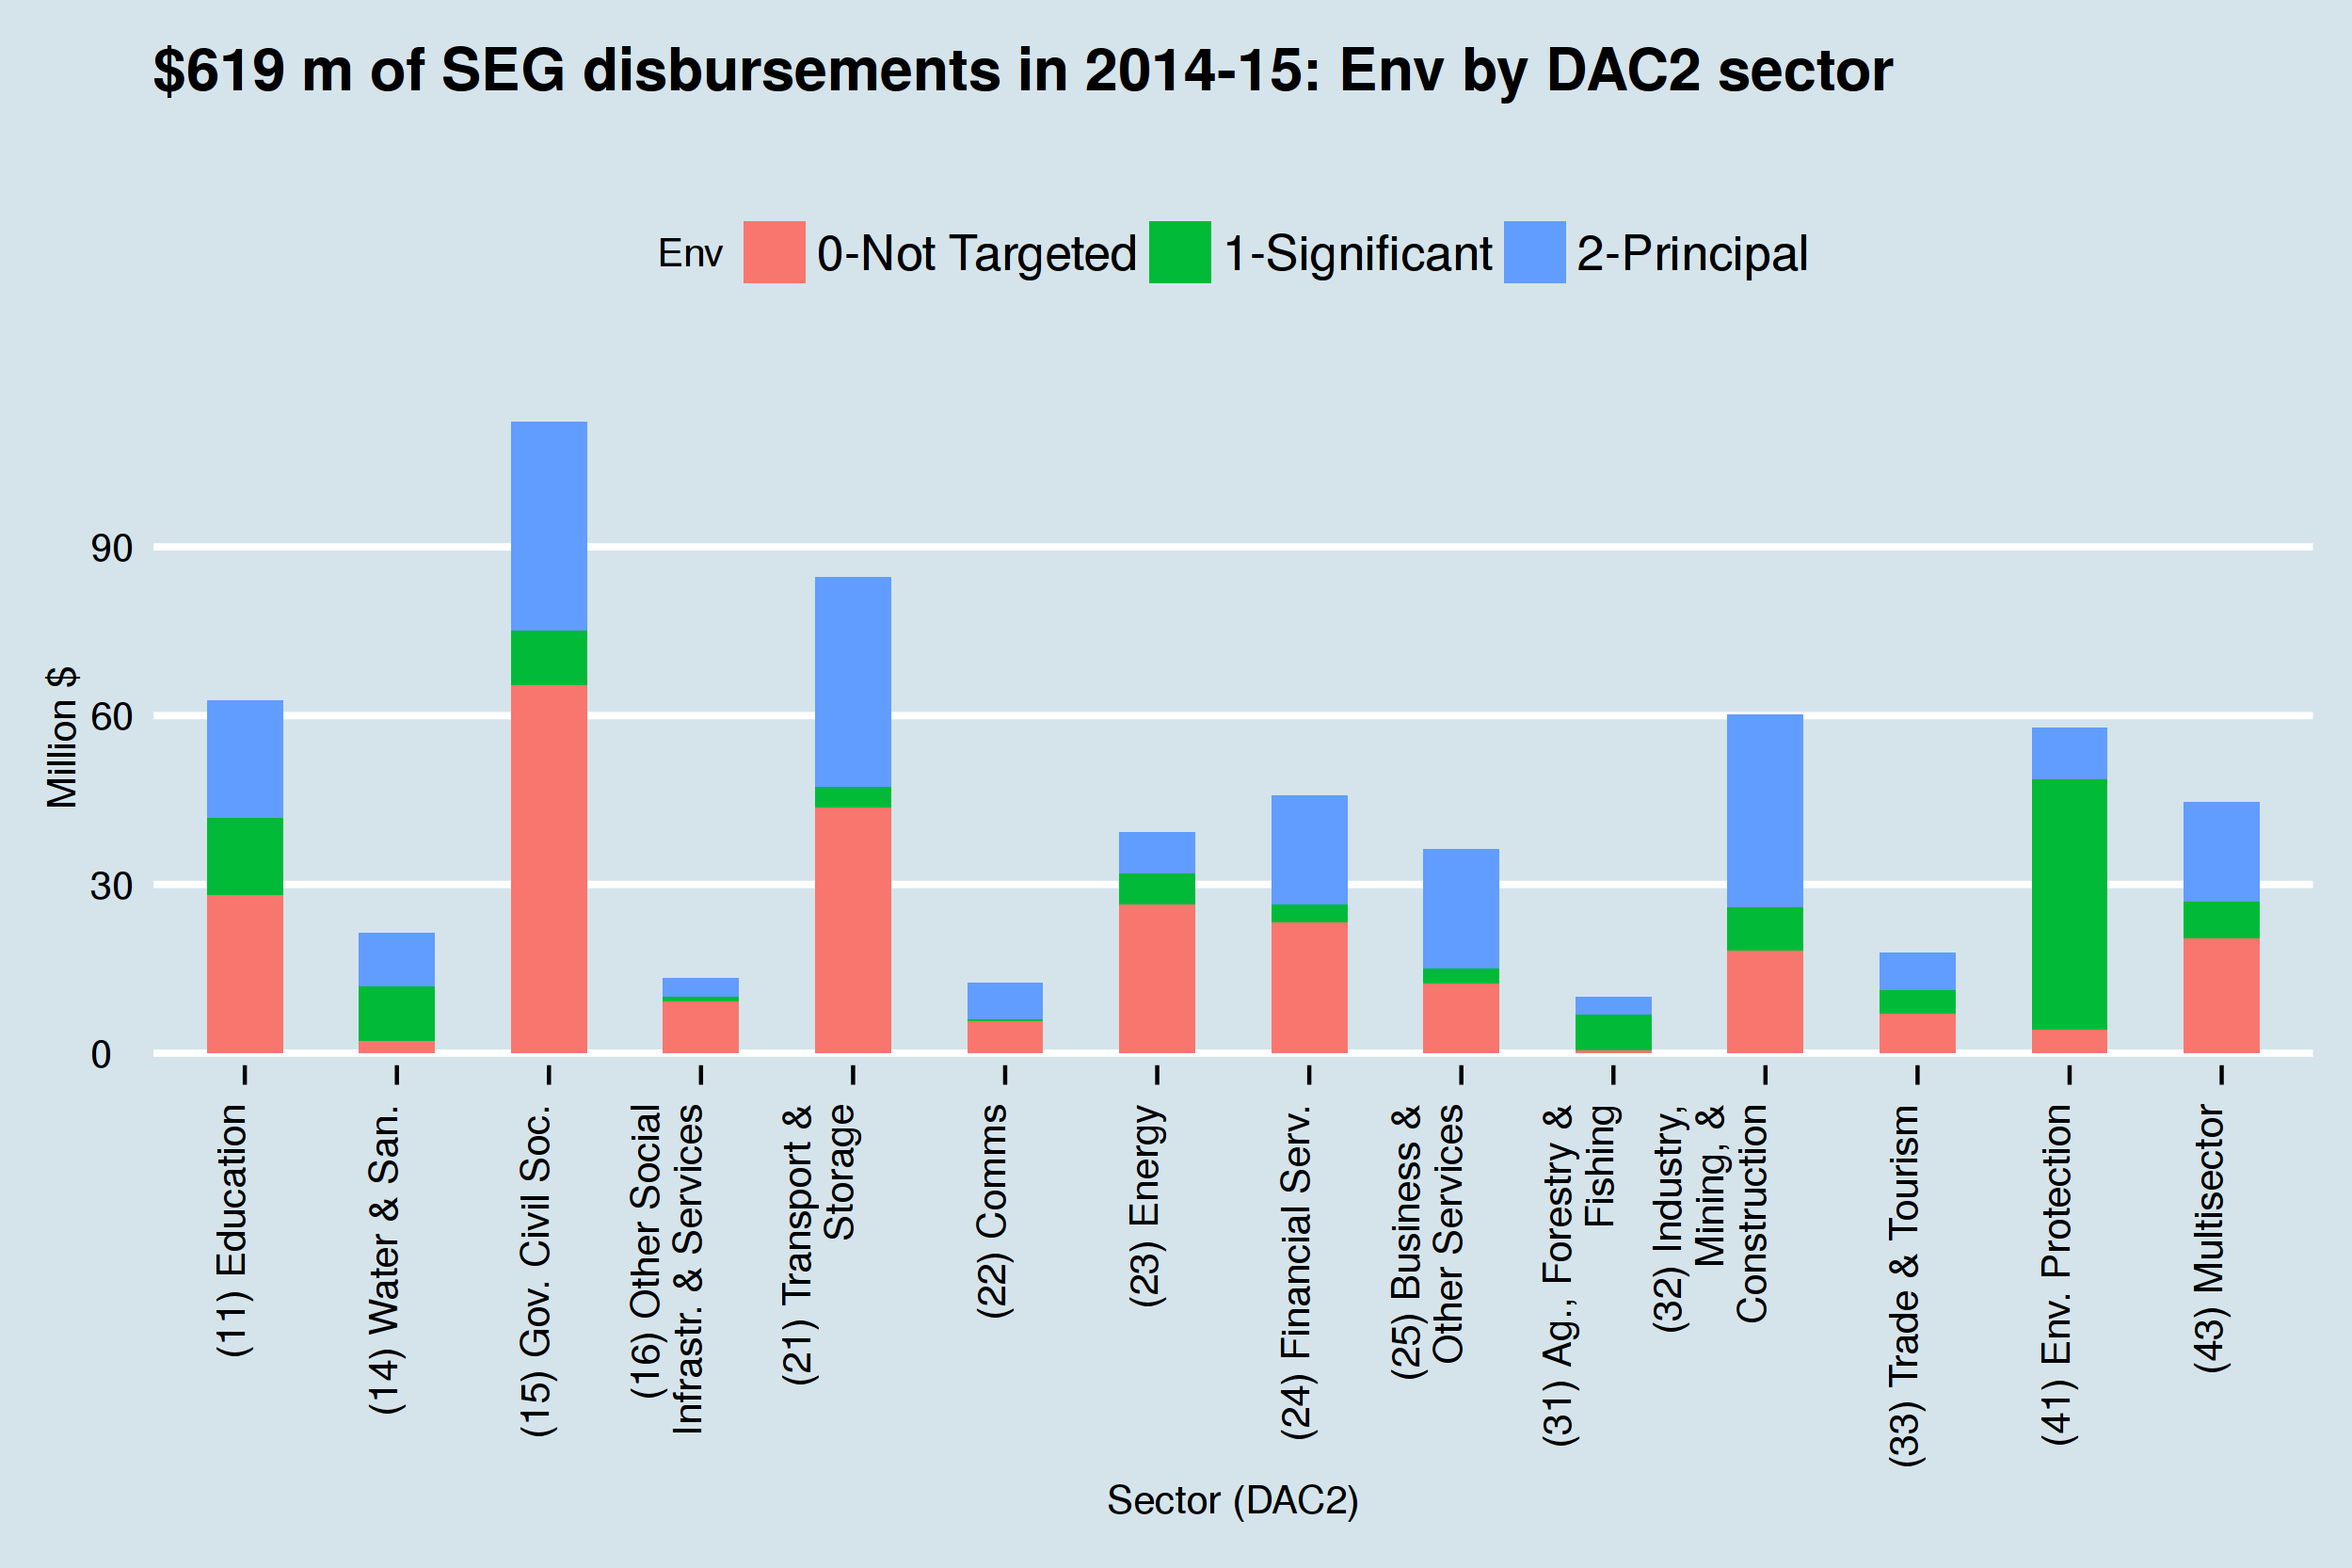 $619 m of SEG disbursements in 2014-15: Env by DAC2 sector
Env 0-Not Targeted 1-Significant 2-Principal
Million $
90
60
30
0
(11) Education
(14) Water & San.
(15) Gov. Civil Soc.
(16) Other Social
Infrastr. & Services
(21) Transport &
Storage
(22) Comms
(23) Energy
(24) Financial Serv.
(25) Business &
Other Services
(31) Ag., Forestry &
Fishing
(32) Industry,
Mining, &
Construction
(33) Trade & Tourism
(41) Env. Protection
(43) Multisector
Sector (DAC2)